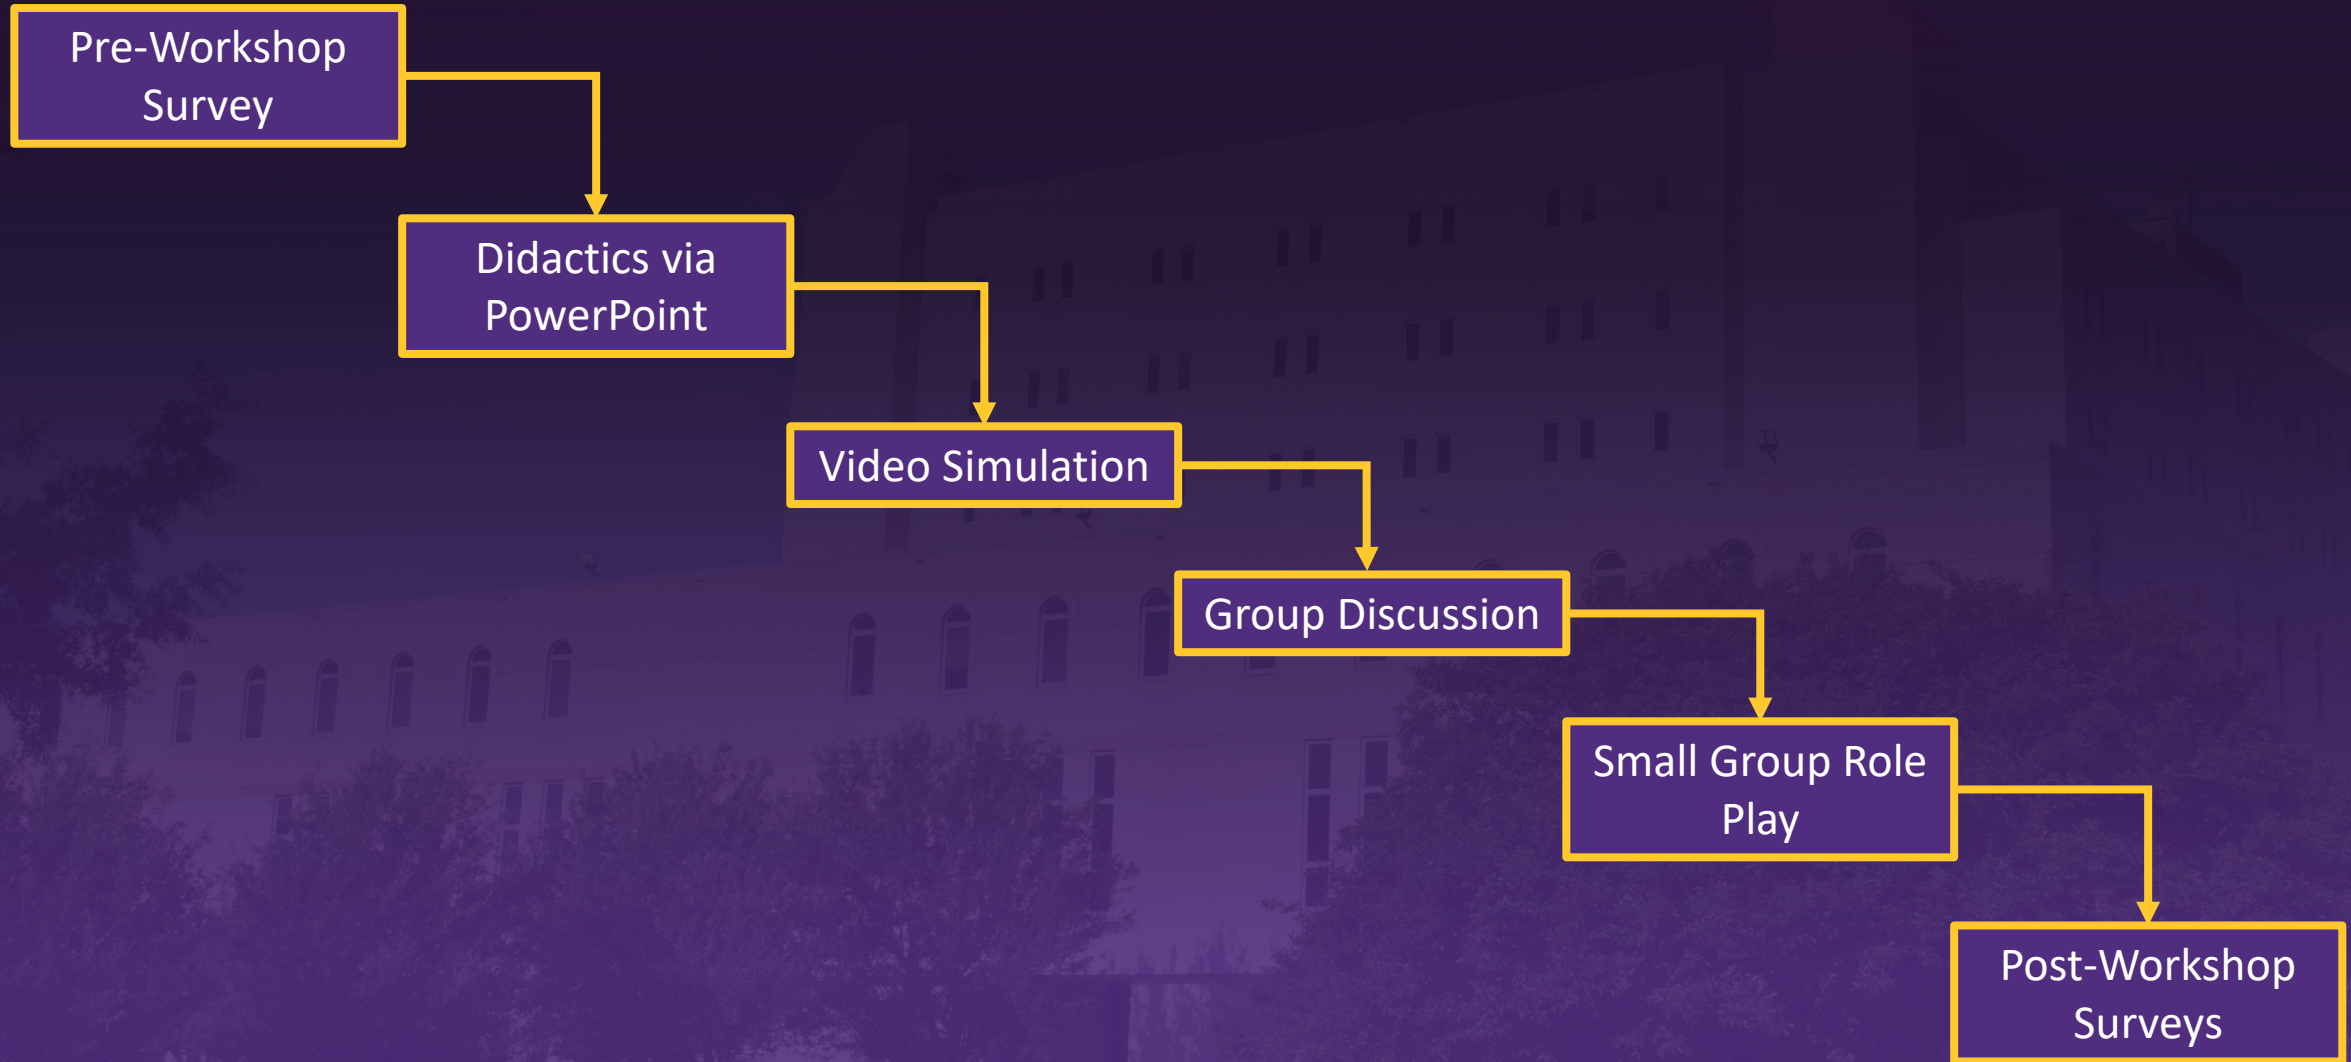 Pre-Workshop
Survey
Didactics via
PowerPoint
Video Simulation
Group Discussion
Small Group Role
Play
Post-Workshop
Surveys